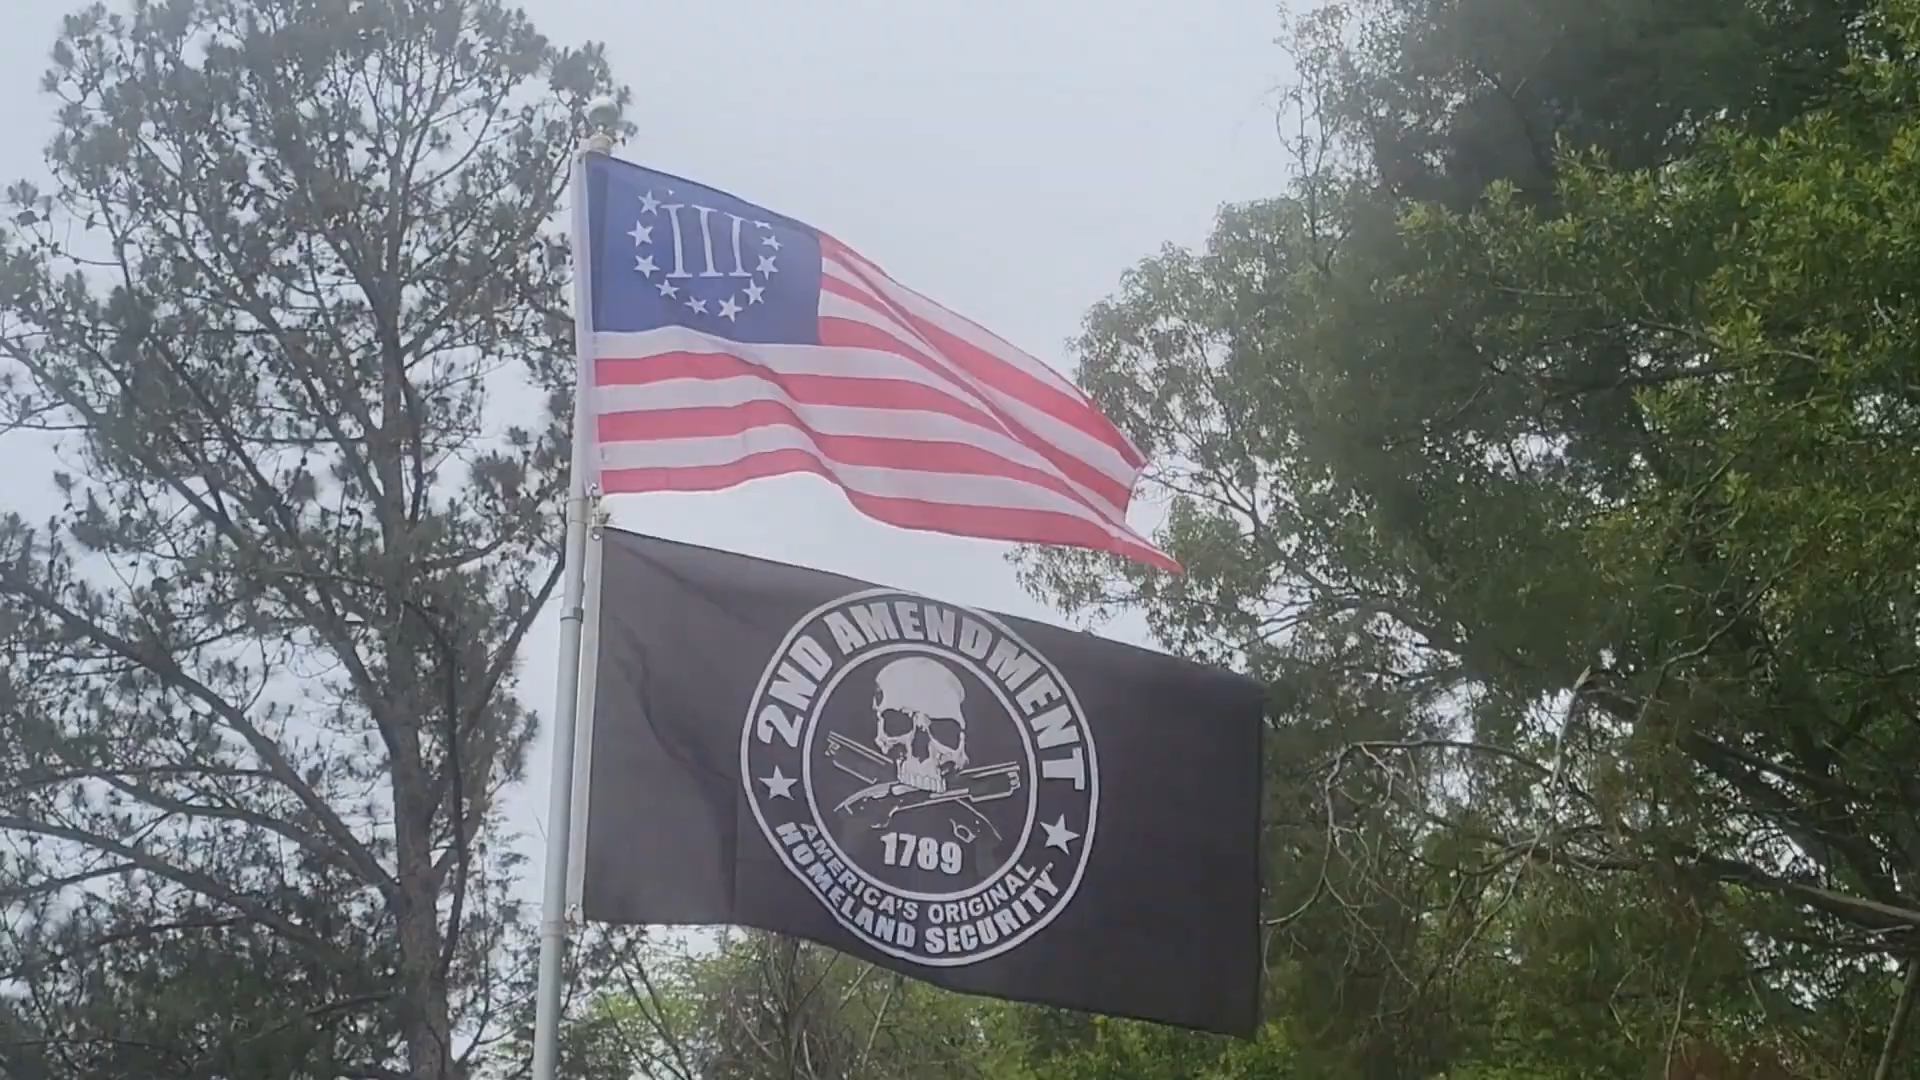 III
2ND AMENDMENT
1789
AMERICA'S ORIGINAL
HOMELAND SECURITY